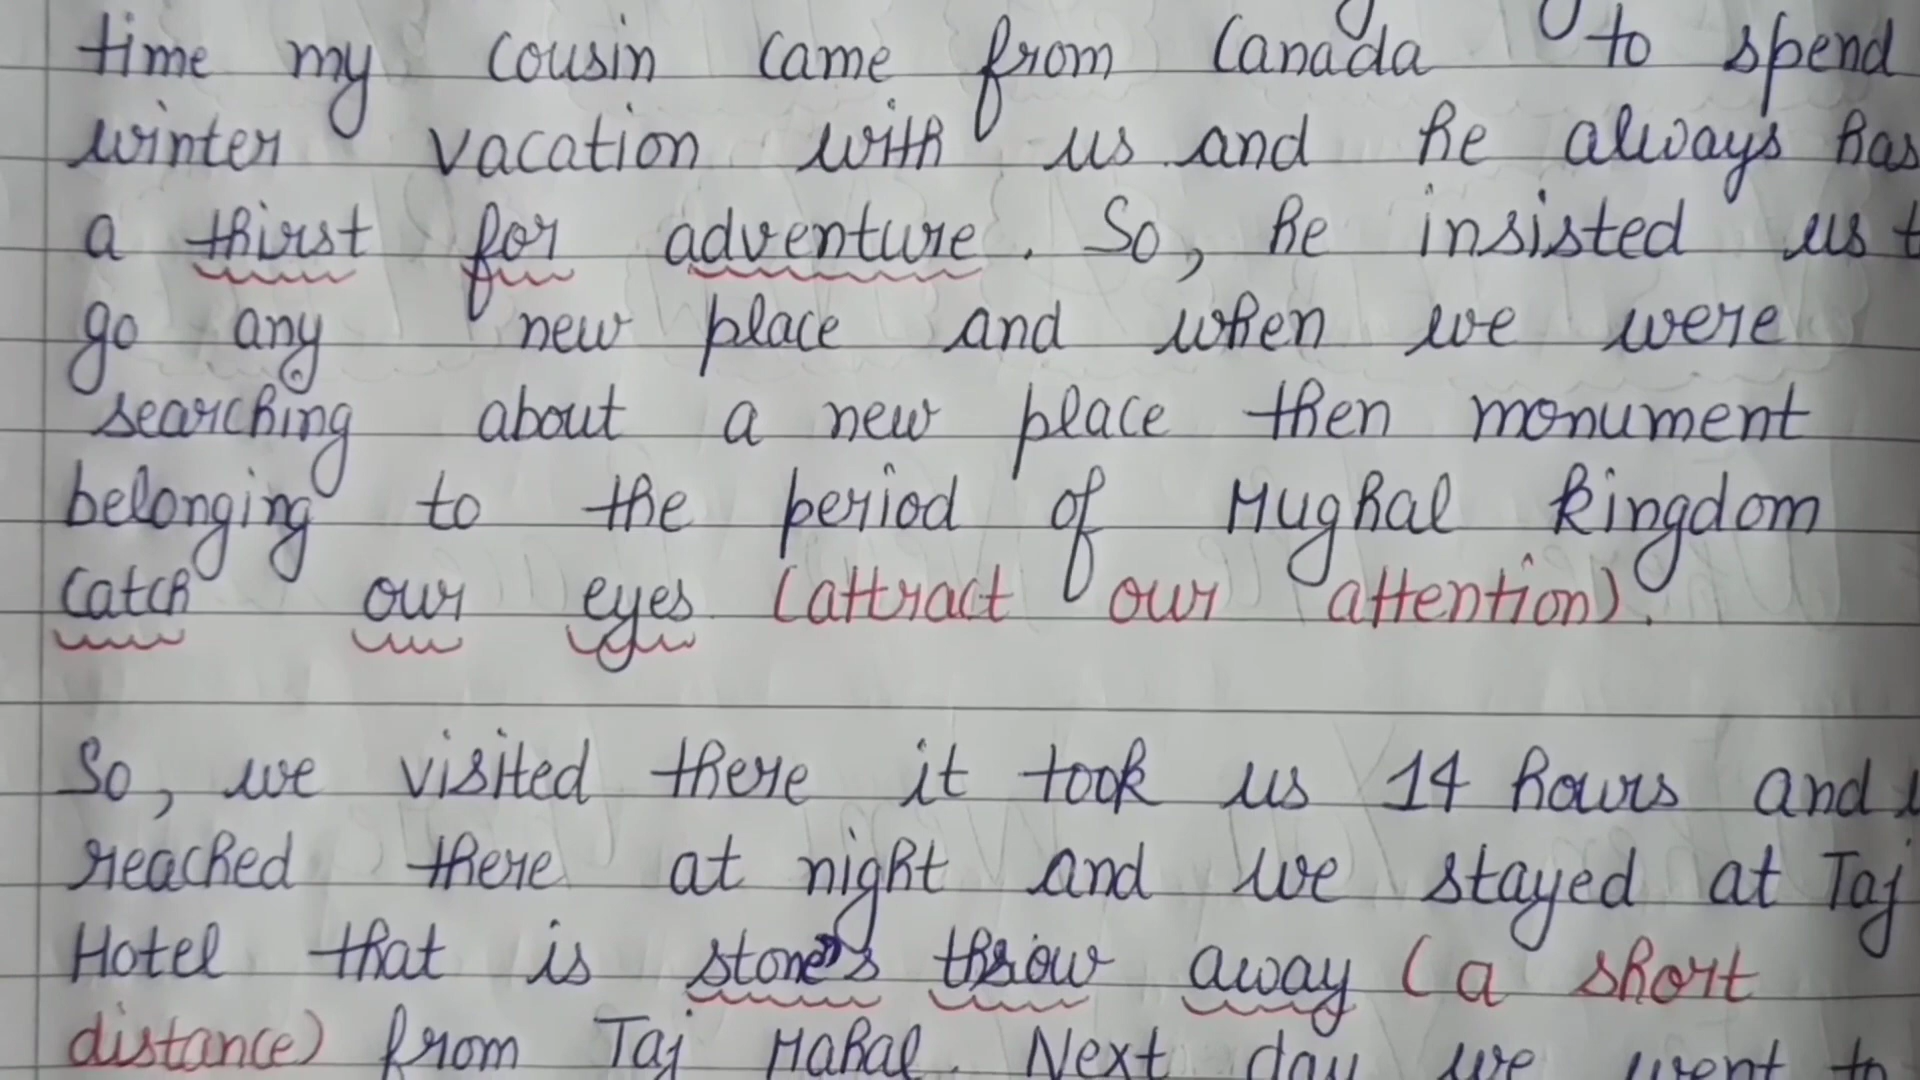 time my cousin came from Canada to spend
winter vacation with us and he always has
a thirst for adventure. So, he insisted us
go any new place and when we were
searching about a new place then monument
belonging to the period of Mughal kingdom
catch our eyes (attract our attention).
So, we visited there it took us 14 hours and
reached there at night and we stayed at Taj
Hotel that is stone's throw away (a short
distance) from Taj Mahal. Next day we went to